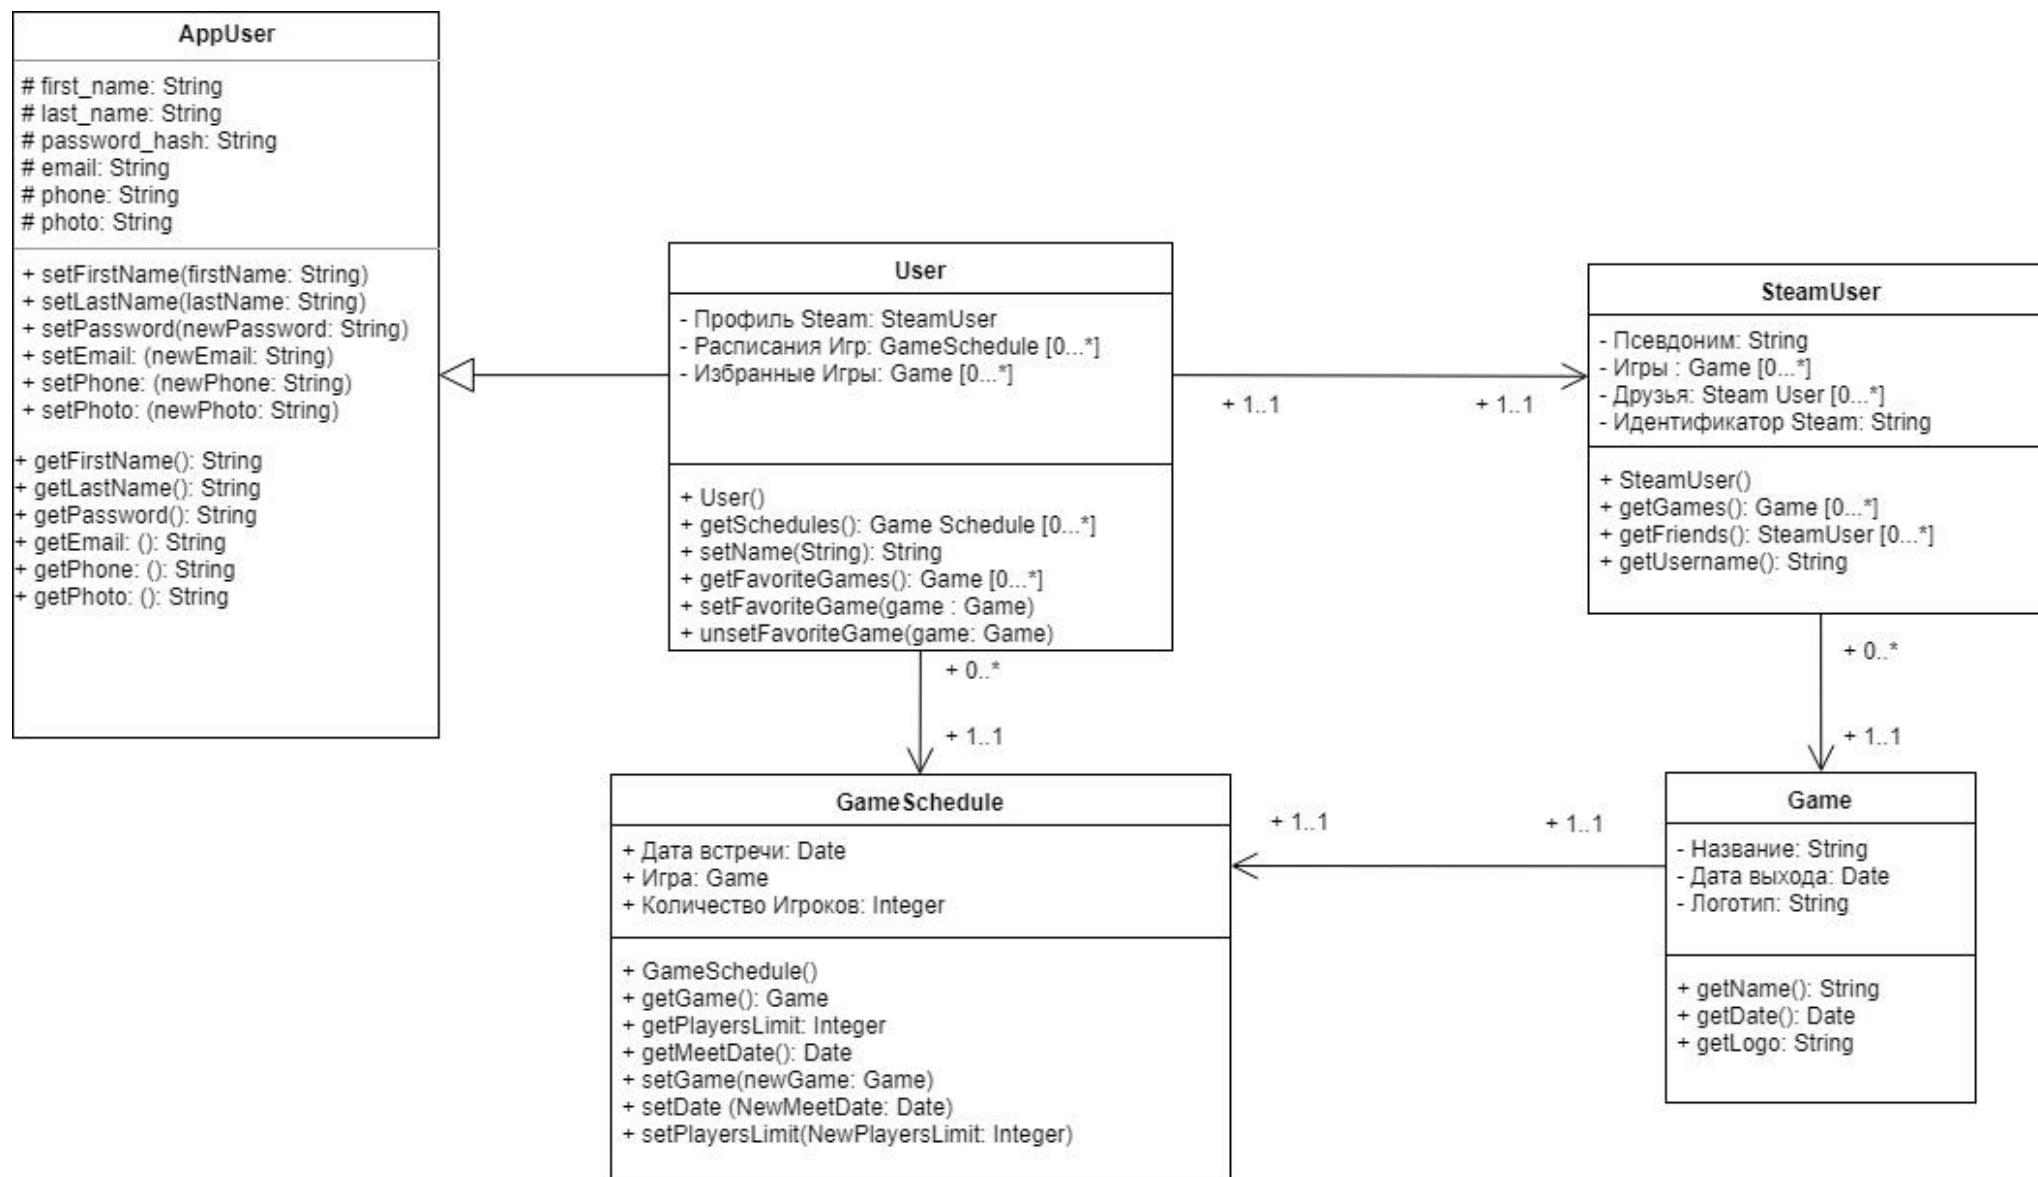 AppUser
# first_name: String
# last_name: String
# password_hash: String
# email: String
# phone: String
# photo: String
+ setFirstName(firstName: String)
+ setLastName(lastName: String)
+ setPassword(newPassword: String)
+ setEmail: (newEmail: String)
+ setPhone: (newPhone: String)
+ setPhoto: (newPhoto: String)
+ getFirstName(): String
+ getLastName(): String
+ getPassword(): String
+ getEmail: (): String
+ getPhone: (): String
+ getPhoto: (): String
User
- Профиль Steam: SteamUser
- Расписания Игр: GameSchedule [0...*]
- Избранные Игры: Game [0...*]
+ User()
+ getSchedules(): Game Schedule [0...*]
+ setName(String): String
+ getFavoriteGames(): Game [0...*]
+ setFavoriteGame(game : Game)
+ unsetFavoriteGame(game: Game)
+ 1..1
+ 1..1
SteamUser
- Псевдоним: String
- Игры : Game [0...*]
- Друзья: Steam User [0...*]
- Идентификатор Steam: String
+ SteamUser()
+ getGames(): Game [0...*]
+ getFriends(): SteamUser [0...*]
+ getUsername(): String
+ 0..*
+ 1..1
+ 0..*
+ 1..1
GameSchedule
+ Дата встречи: Date
+ Игра: Game
+ Количество Игроков: Integer
+ GameSchedule()
+ getGame(): Game
+ getPlayersLimit: Integer
+ getMeetDate(): Date
+ setGame(newGame: Game)
+ setDate (NewMeetDate: Date)
+ setPlayersLimit(NewPlayersLimit: Integer)
+ 1..1
+ 1..1
Game
- Название: String
- Дата выхода: Date
- Логотип: String
+ getName(): String
+ getDate(): Date
+ getLogo: String